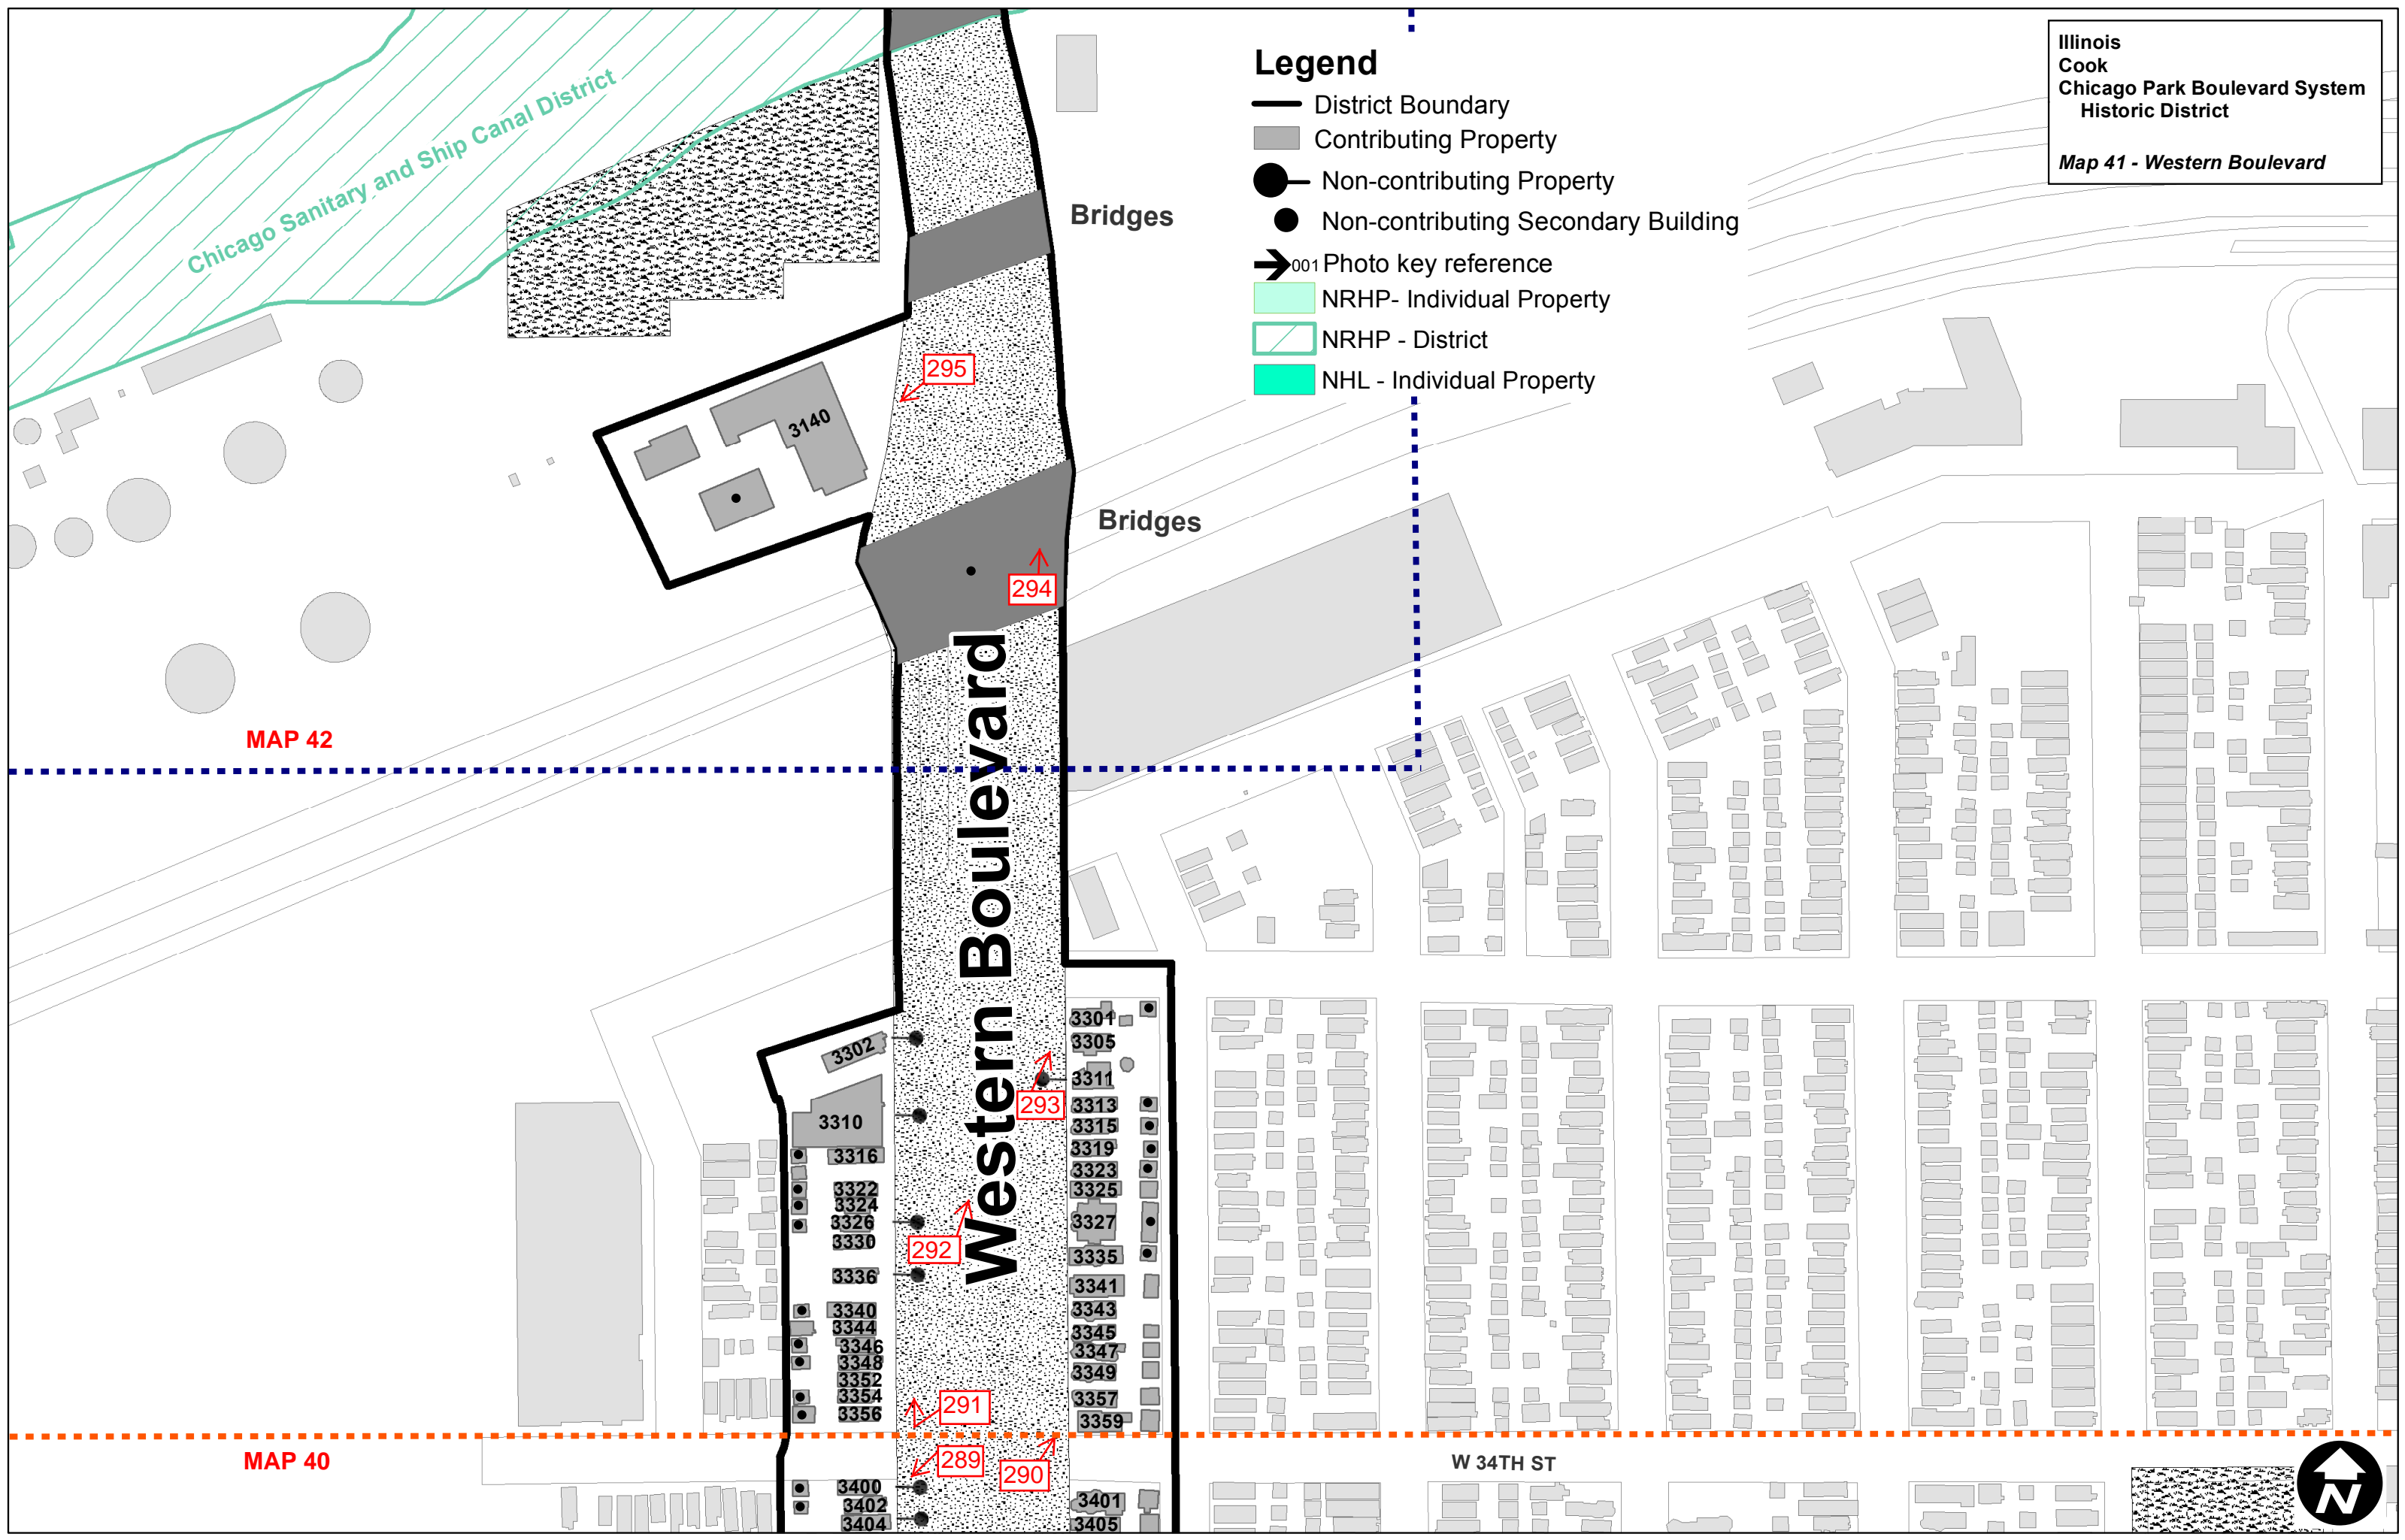 Illinois
Cook
Chicago Park Boulevard System
Historic District
Map 41 - Western Boulevard
Legend
District Boundary
Contributing Property
Non-contributing Property
Non-contributing Secondary Building
001 Photo key reference
NRHP- Individual Property
NRHP - District
NHL - Individual Property
Chicago Sanitary and Ship Canal District
Bridges
295
3140
Bridges
294
MAP 42
Western Boulevard
3301
3302
3305
3311
293
3313
3310
3315
3316
3319
3323
3322
3325
3324
3326
3327
3330
292
3335
3336
3341
3340
3343
3344
3345
3346
3347
3348
3349
3352
3354
3357
291
3356
3359
MAP 40
289
290
W 34TH ST
3400
3401
3402
3404
3405
N